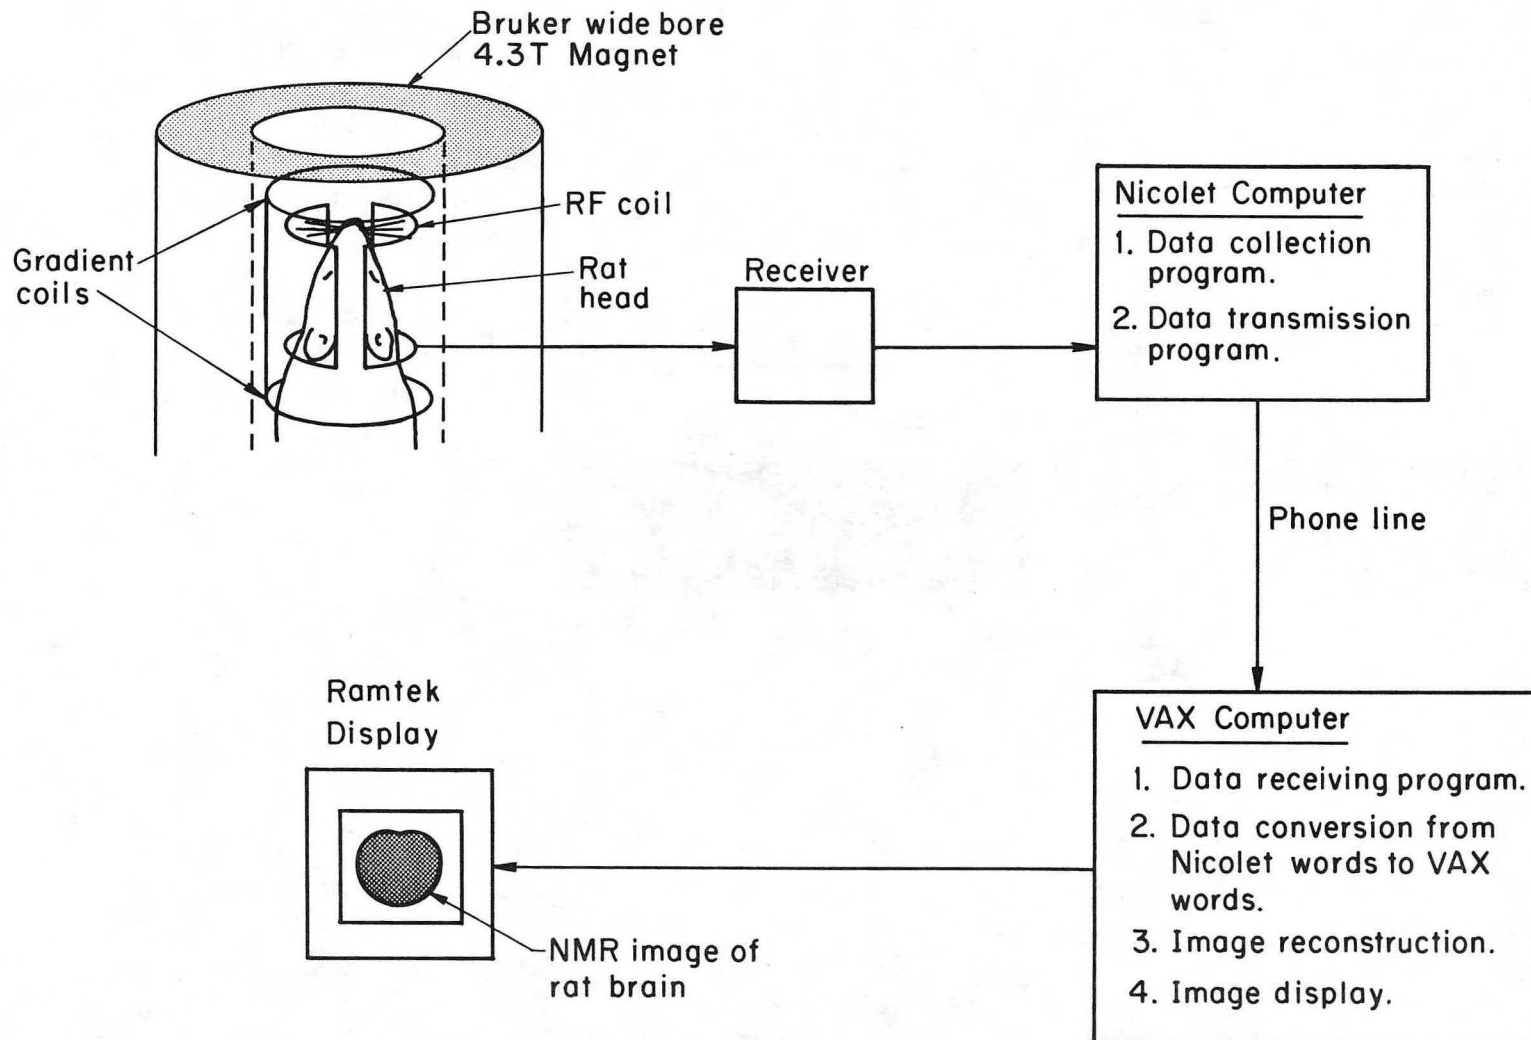 Bruker wide bore
4.3T Magnet
RF coil
Gradient
coils
Rat
head
Receiver
Nicolet Computer
1. Data collection
program.
2. Data transmission
program.
Phone line
VAX Computer
1. Data receiving program.
2. Data conversion from
Nicolet words to VAX
words.
3. Image reconstruction.
4. Image display.
Ramtek
Display
NMR image of
rat brain